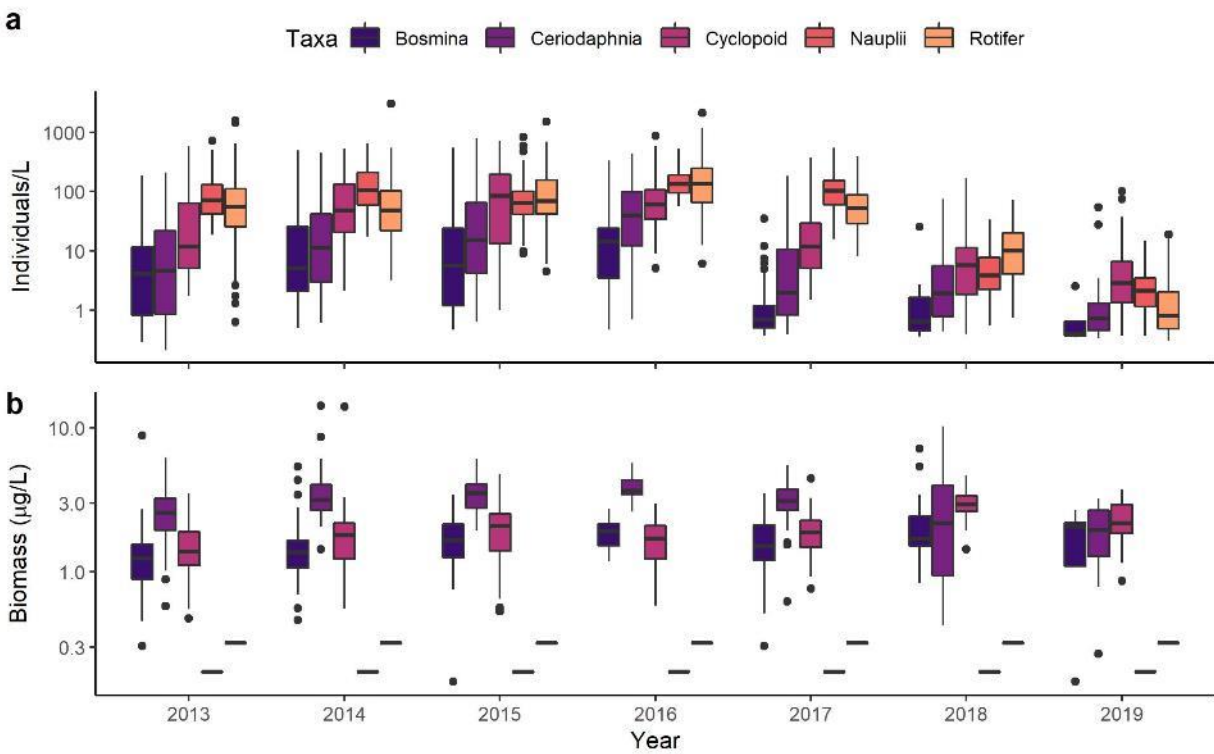 a
Taxa Bosmina Ceriodaphnia Cyclopoid Nauplii Rotifer
Individuals/L
1000
100
10
1
b
Biomass (µg/L)
10.0
3.0
1.0
0.3
2013 2014 2015 2016 2017 2018 2019
Year